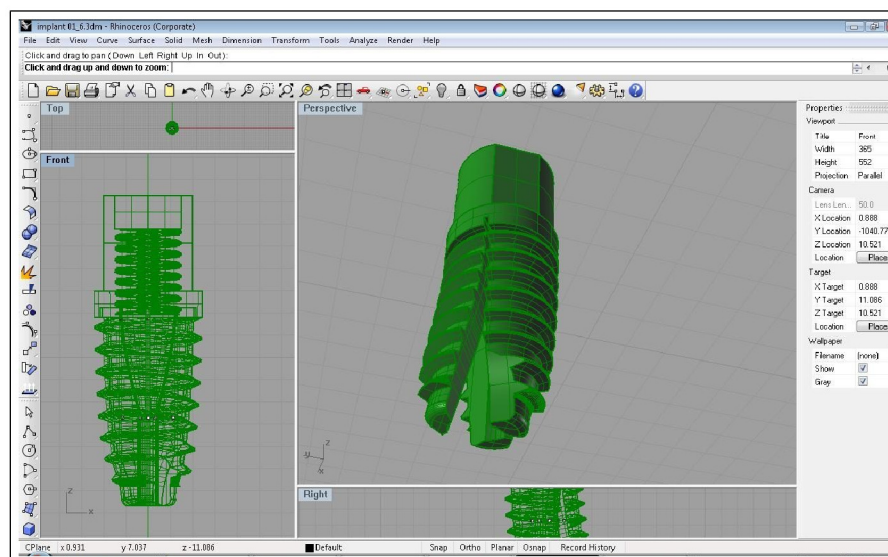 implant 01_6.3dm - Rhinoceros (Corporate)
File Edit View Curve Surface Solid Mesh Dimension Transform Tools Analyze Render Help
Click and drag to pan ( Down Left Right Up In Out ):
Click and drag up and down to zoom:
Top
Perspective
Front
Right
z
x
z
y
x
Properties
Viewport
Title Front
Width 365
Height 552
Projection Parallel
Camera
Lens Len... 50.0
X Location 0.888
Y Location -1040.77
Z Location 10.521
Location Place
Target
X Target 0.888
Y Target 11.086
Z Target 10.521
Location Place
Wallpaper
Filename (none)
Show
Gray
CPlane x 0.931 y 7.037 z -11.086 Default Snap Ortho Planar Osnap Record History